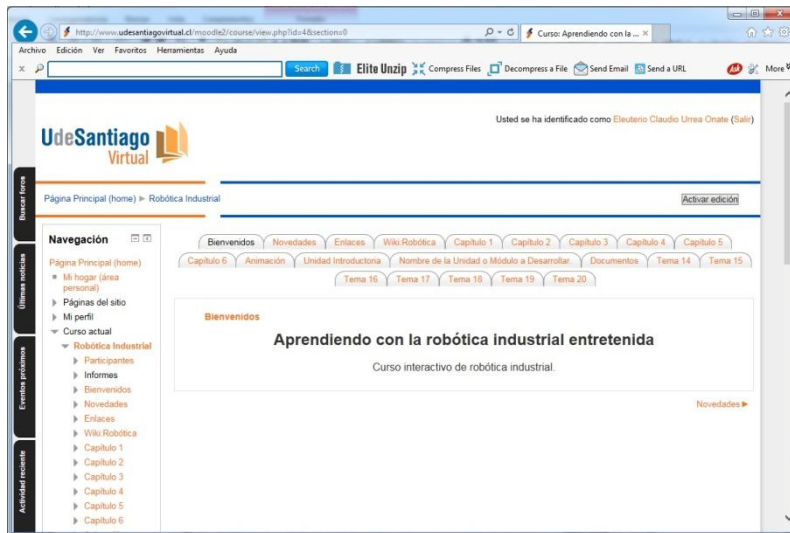 http://www.udesantiagovirtual.cl/moodle2/course/view.php?id=4&section=0
Curso: Aprendiendo con la ...
Archivo Edición Ver Favoritos Herramientas Ayuda
Search Elite Unzip Compress Files Decompress a File Send Email Send a URL Ask More
UdeSantiago
Virtual
Usted se ha identificado como Eleuterio Claudio Urrea Onate (Salir)
Página Principal (home) ► Robótica Industrial
Activar edición
Buscar foros
Últimas noticias
Eventos próximos
Actividad reciente
Navegación
Página Principal (home)
Mi hogar (área
personal)
Páginas del sitio
Mi perfil
Curso actual
Robótica Industrial
Participantes
Informes
Bienvenidos
Novedades
Enlaces
Wiki:Robótica
Capítulo 1
Capítulo 2
Capítulo 3
Capítulo 4
Capítulo 5
Capítulo 6
Bienvenidos Novedades Enlaces Wiki:Robótica Capítulo 1 Capítulo 2 Capítulo 3 Capítulo 4 Capítulo 5
Capítulo 6 Animación Unidad Introductoria Nombre de la Unidad o Módulo a Desarrollar. Documentos Tema 14 Tema 15
Tema 16 Tema 17 Tema 18 Tema 19 Tema 20
Bienvenidos
Aprendiendo con la robótica industrial entretenida
Curso interactivo de robótica industrial.
Novedades ►